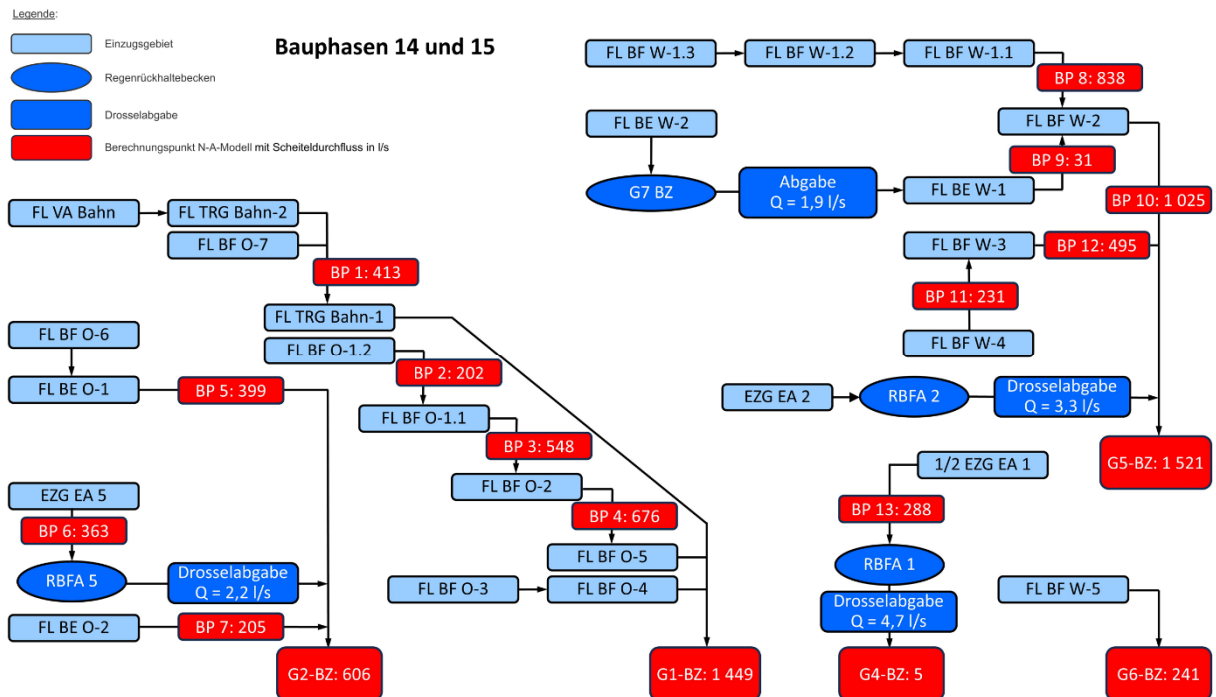 Legende:
Einzugsgebiet
Regenrückhaltebecken
Drosselabgabe
Berechnungspunkt N-A-Modell mit Scheiteldurchfluss in l/s
Bauphasen 14 und 15
FL BF W-1.3
FL BF W-1.2
FL BF W-1.1
BP 8: 838
FL BE W-2
FL BF W-2
BP 9: 31
G7 BZ
Abgabe
Q = 1,9 l/s
FL BE W-1
BP 10: 1 025
FL VA Bahn
FL TRG Bahn-2
FL BF O-7
BP 1: 413
FL TRG Bahn-1
FL BF W-3
BP 12: 495
BP 11: 231
FL BF W-4
FL BF O-6
FL BF O-1.2
BP 2: 202
FL BE O-1
BP 5: 399
FL BF O-1.1
BP 3: 548
EZG EA 2
RBFA 2
Drosselabgabe
Q = 3,3 l/s
G5-BZ: 1 521
FL BF O-2
BP 4: 676
1/2 EZG EA 1
BP 13: 288
EZG EA 5
BP 6: 363
RBFA 5
Drosselabgabe
Q = 2,2 l/s
FL BF O-5
FL BF O-3
FL BF O-4
RBFA 1
Drosselabgabe
Q = 4,7 l/s
FL BF W-5
FL BE O-2
BP 7: 205
G2-BZ: 606
G1-BZ: 1 449
G4-BZ: 5
G6-BZ: 241